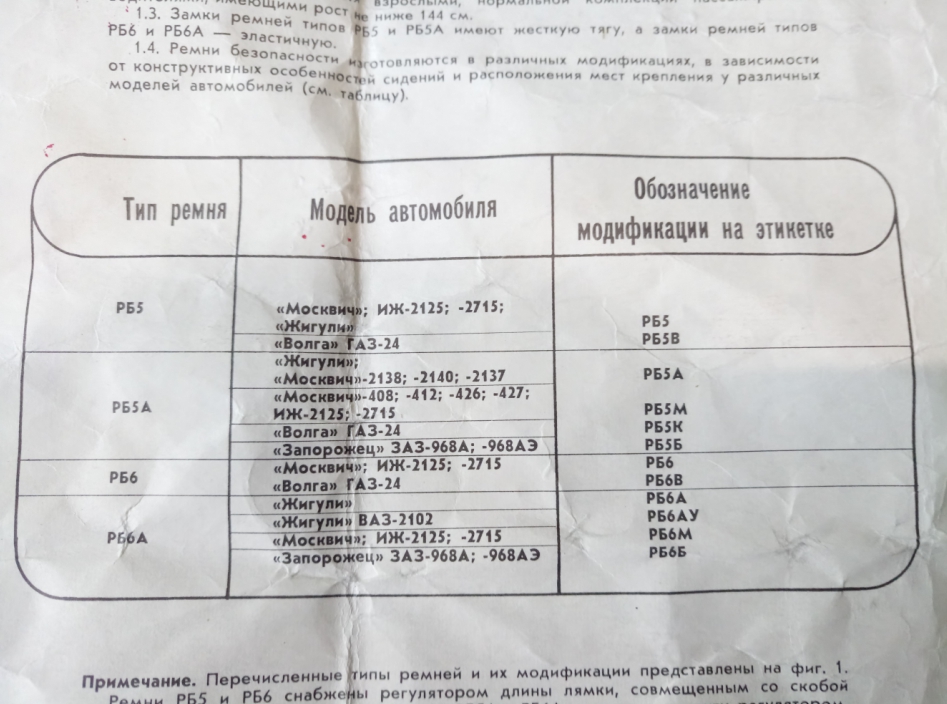 имеющими рост не ниже 144 см.
1.3. Замки ремней типов РБ5 и РБ5А имеют жесткую тягу, а замки ремней типов
РБ6 и РБ6А — эластичную.
1.4. Ремни безопасности изготовляются в различных модификациях, в зависимости
от конструктивных особенностей сидений и расположения мест крепления у различных
моделей автомобилей (см. таблицу).
Тип ремня Модель автомобиля Обозначение
модификации на этикетке
РБ5 «Москвич»; ИЖ-2125; -2715;
«Жигули» РБ5
«Волга» ГАЗ-24 РБ5В
«Жигули»;
«Москвич»-2138; -2140; -2137 РБ5А
РБ5А «Москвич»-408; -412; -426; -427;
ИЖ-2125; -2715 РБ5М
«Волга» ГАЗ-24 РБ5К
«Запорожец» ЗАЗ-968А; -968АЭ РБ5Б
РБ6 «Москвич»; ИЖ-2125; -2715 РБ6
«Волга» ГАЗ-24 РБ6В
«Жигули» РБ6А
«Жигули» ВАЗ-2102 РБ6АУ
РБ6А «Москвич»; ИЖ-2125; -2715 РБ6М
«Запорожец» ЗАЗ-968А; -968АЭ РБ6Б
Примечание. Перечисленные типы ремней и их модификации представлены на фиг. 1.
Ремни РБ5 и РБ6 снабжены регулятором длины лямки, совмещенным со скобой